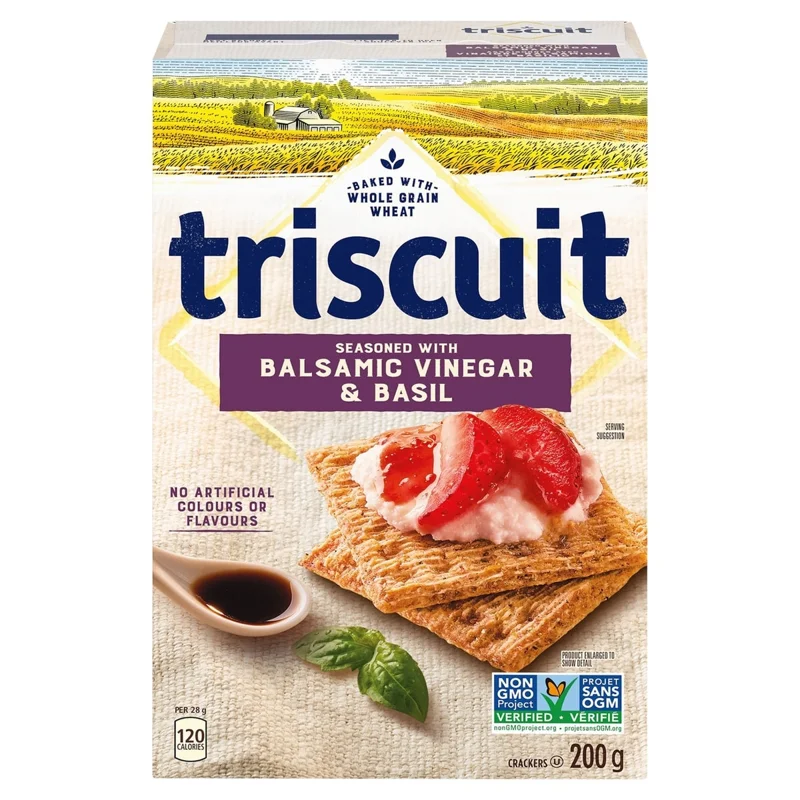 triscuit
BAKED WITH
WHOLE GRAIN
WHEAT
triscuit
SEASONED WITH
BALSAMIC VINEGAR
& BASIL
SERVING
SUGGESTION
NO ARTIFICIAL
COLOURS OR
FLAVOURS
PRODUCT ENLARGED TO
SHOW DETAIL
PER 28 g
120
CALORIES
NON
GMO
Project
PROJET
SANS
OGM
VERIFIED • VÉRIFIÉ
nonGMOproject.org • projetsansOGM.org
CRACKERS U 200 g